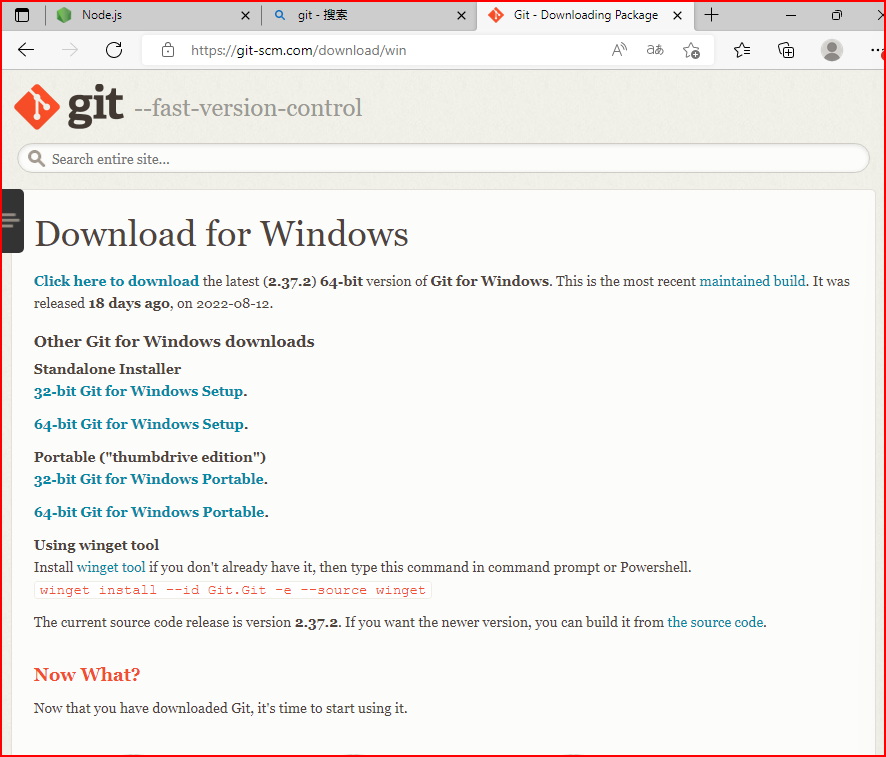 Node.js
git - 搜索
Git - Downloading Package
https://git-scm.com/download/win
git --fast-version-control
Search entire site...
Download for Windows
Click here to download the latest (2.37.2) 64-bit version of Git for Windows. This is the most recent maintained build. It was
released 18 days ago, on 2022-08-12.
Other Git for Windows downloads
Standalone Installer
32-bit Git for Windows Setup.
64-bit Git for Windows Setup.
Portable ("thumbdrive edition")
32-bit Git for Windows Portable.
64-bit Git for Windows Portable.
Using winget tool
Install winget tool if you don't already have it, then type this command in command prompt or Powershell.
winget install --id Git.Git -e --source winget
The current source code release is version 2.37.2. If you want the newer version, you can build it from the source code.
Now What?
Now that you have downloaded Git, it's time to start using it.